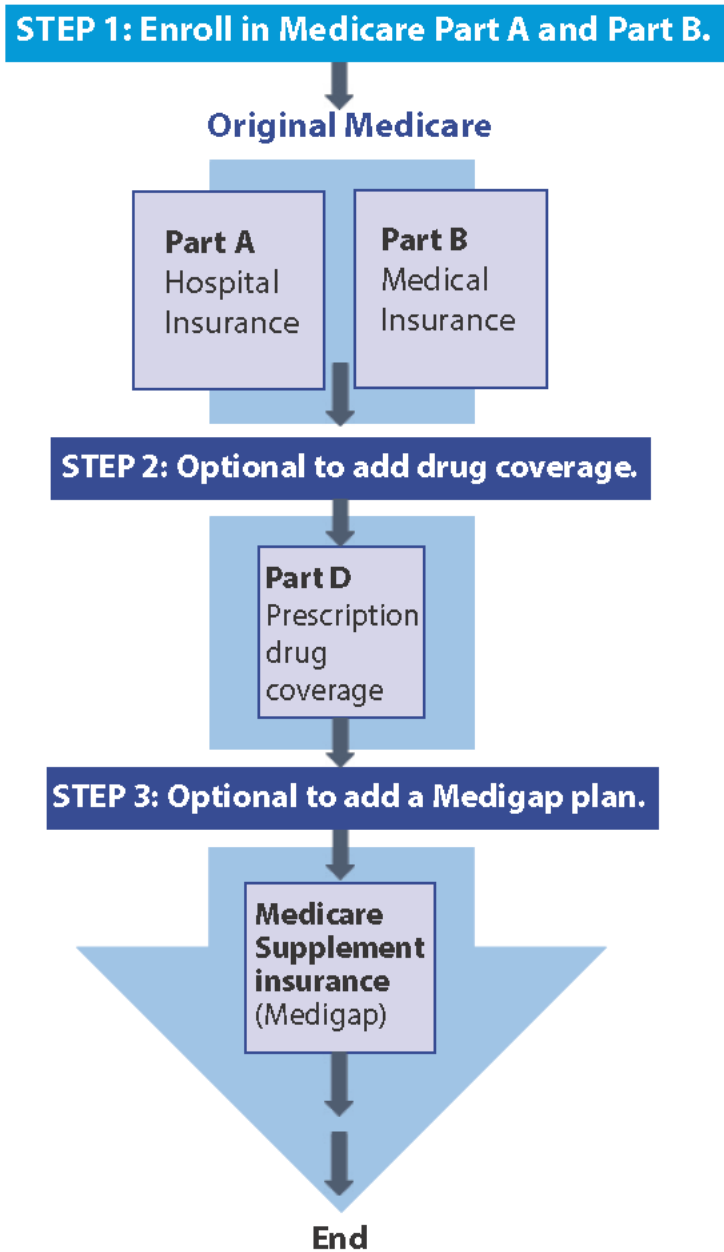 STEP 1: Enroll in Medicare Part A and Part B.
Original Medicare
Part A
Hospital
Insurance
Part B
Medical
Insurance
STEP 2: Optional to add drug coverage.
Part D
Prescription
drug
coverage
STEP 3: Optional to add a Medigap plan.
Medicare
Supplement
insurance
(Medigap)
End